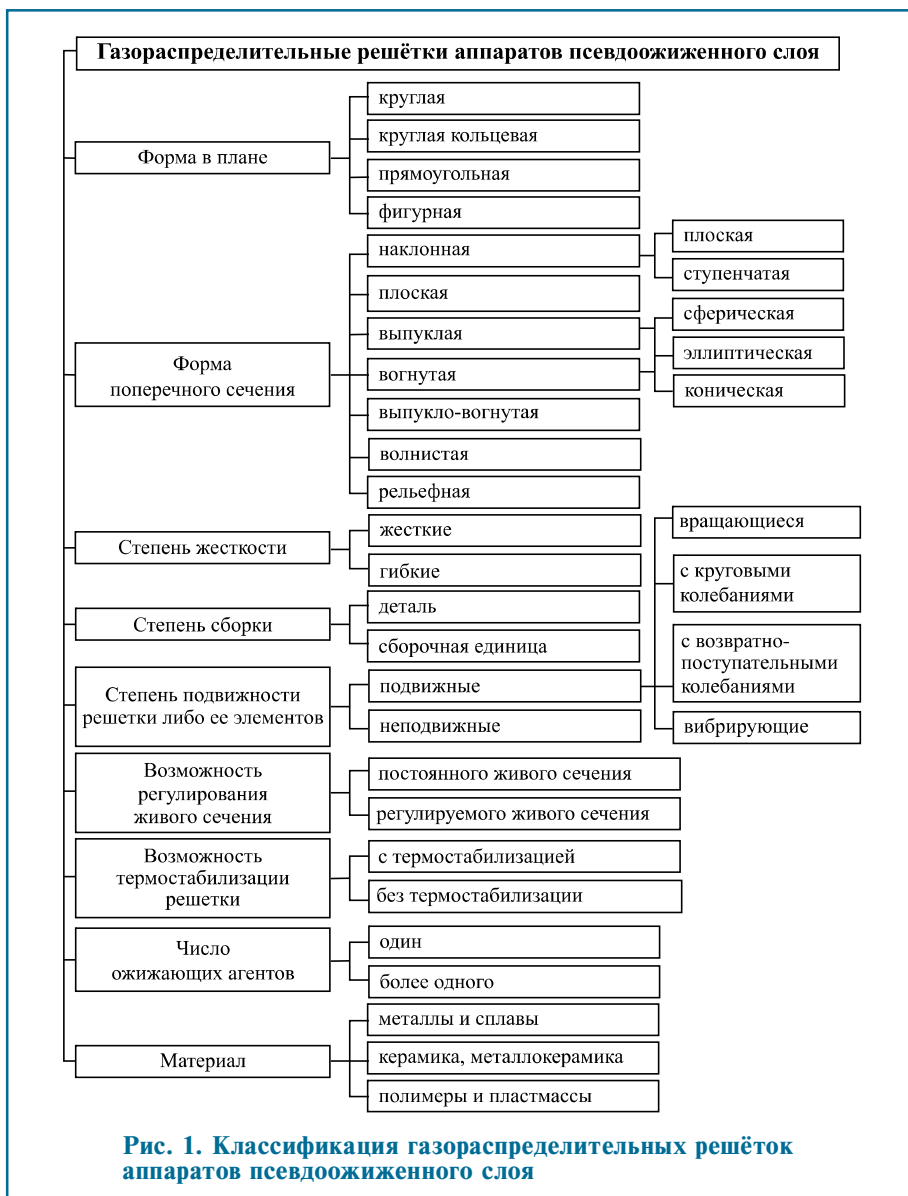 Газораспределительные решётки аппаратов псевдоожиженного слоя
Форма в плане
круглая
круглая кольцевая
прямоугольная
фигурная
Форма
поперечного сечения
наклонная
плоская
ступенчатая
плоская
выпуклая
вогнутая
сферическая
эллиптическая
коническая
выпукло-вогнутая
волнистая
рельефная
Степень жесткости
жесткие
гибкие
Степень сборки
деталь
сборочная единица
Степень подвижности
решетки либо ее элементов
подвижные
вращающиеся
с круговыми
колебаниями
с возвратно-
поступательными
колебаниями
вибрирующие
неподвижные
Возможность
регулирования
живого сечения
постоянного живого сечения
регулируемого живого сечения
Возможность
термостабилизации
решетки
с термостабилизацией
без термостабилизации
Число
ожижающих агентов
один
более одного
Материал
металлы и сплавы
керамика, металлокерамика
полимеры и пластмассы
Рис. 1. Классификация газораспределительных решёток
аппаратов псевдоожиженного слоя